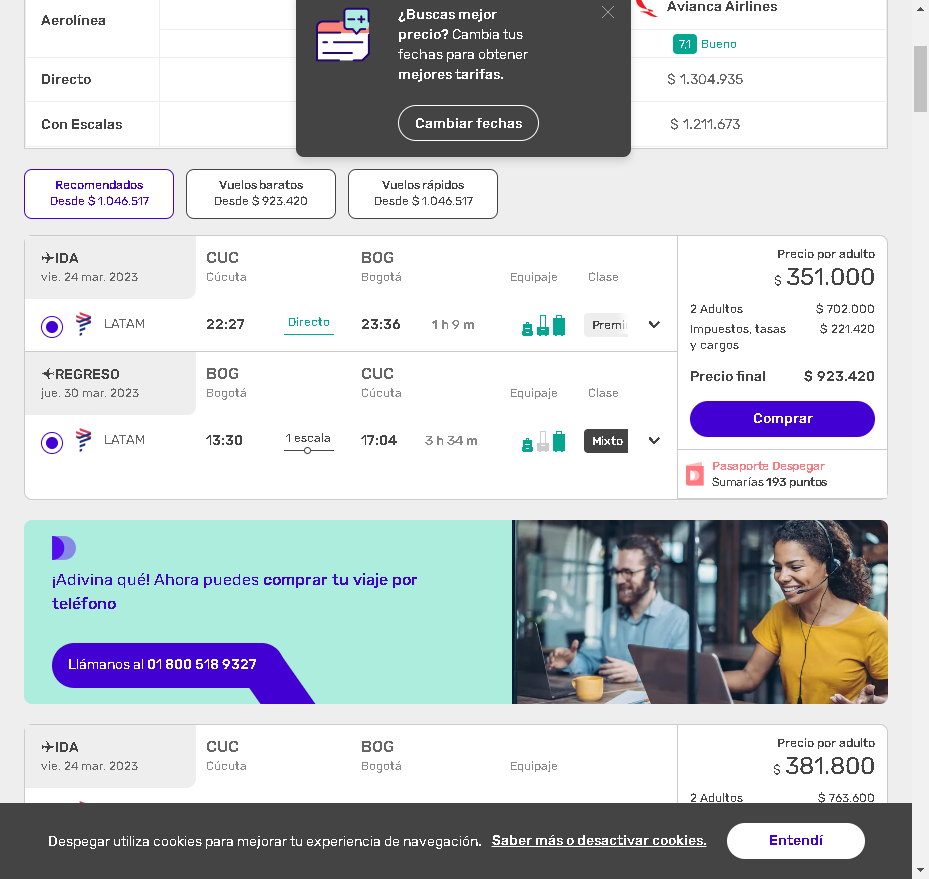 Aerolínea
Avianca Airlines
7,1 Bueno
Directo
$ 1.304.935
Con Escalas
$ 1.211.673
¿Buscas mejor
precio? Cambia tus
fechas para obtener
mejores tarifas.
Cambiar fechas
Recomendados
Desde $ 1.046.517
Vuelos baratos
Desde $ 923.420
Vuelos rápidos
Desde $ 1.046.517
IDA
vie. 24 mar. 2023
CUC
Cúcuta
BOG
Bogotá
Equipaje
Clase
LATAM
22:27
Directo
23:36
1 h 9 m
REGRESO
jue. 30 mar. 2023
BOG
Bogotá
CUC
Cúcuta
Equipaje
Clase
LATAM
13:30
1 escala
17:04
3 h 34 m
Mixto
Precio por adulto
$ 351.000
2 Adultos $ 702.000
Impuestos, tasas $ 221.420
y cargos
Precio final $ 923.420
Comprar
Pasaporte Despegar
Sumarías 193 puntos
¡Adivina qué! Ahora puedes comprar tu viaje por
teléfono
Llámanos al 01 800 518 9327
IDA
vie. 24 mar. 2023
CUC
Cúcuta
BOG
Bogotá
Equipaje
Precio por adulto
$ 381.800
2 Adultos $ 763.600
Despegar utiliza cookies para mejorar tu experiencia de navegación. Saber más o desactivar cookies.
Entendí